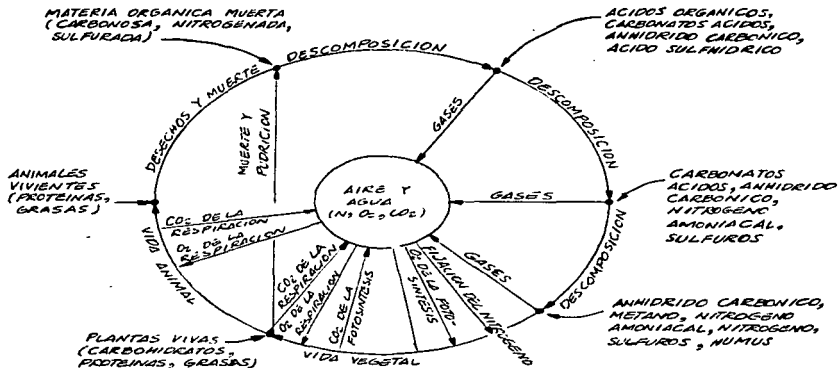 MATERIA ORGANICA MUERTA
(CARBONOSA, NITROGENADA,
SULFURADA)
DESCOMPOSICION
ACIDOS ORGANICOS,
CARBONATOS ACIDOS,
ANHIDRIDO CARBONICO,
ACIDO SULFHIDRICO
DESECHOS Y MUERTE
MUERTE Y
PUDRICION
GASES
DESCOMPOSICION
ANIMALES
VIVIENTES
(PROTEINAS,
GRASAS)
AIRE Y
AGUA
(N, O2, CO2)
GASES
CARBONATOS
ACIDOS, ANHIDRIDO
CARBONICO,
NITROGENO
AMONIACAL,
SULFUROS
CO2 DE LA
RESPIRACION
O2 DE LA
RESPIRACION
VIDA ANIMAL
CO2 DE LA
RESPIRACION
O2 DE LA
RESPIRACION
CO2 DE LA
FOTOSINTESIS
O2 DE LA FOTO-
SINTESIS
FIJACION DEL NITROGENO
GASES
DESCOMPOSICION
PLANTAS VIVAS
(CARBOHIDRATOS,
PROTEINAS, GRASAS)
VIDA VEGETAL
ANHIDRIDO CARBONICO,
METANO, NITROGENO
AMONIACAL, NITROGENO,
SULFUROS, HUMUS